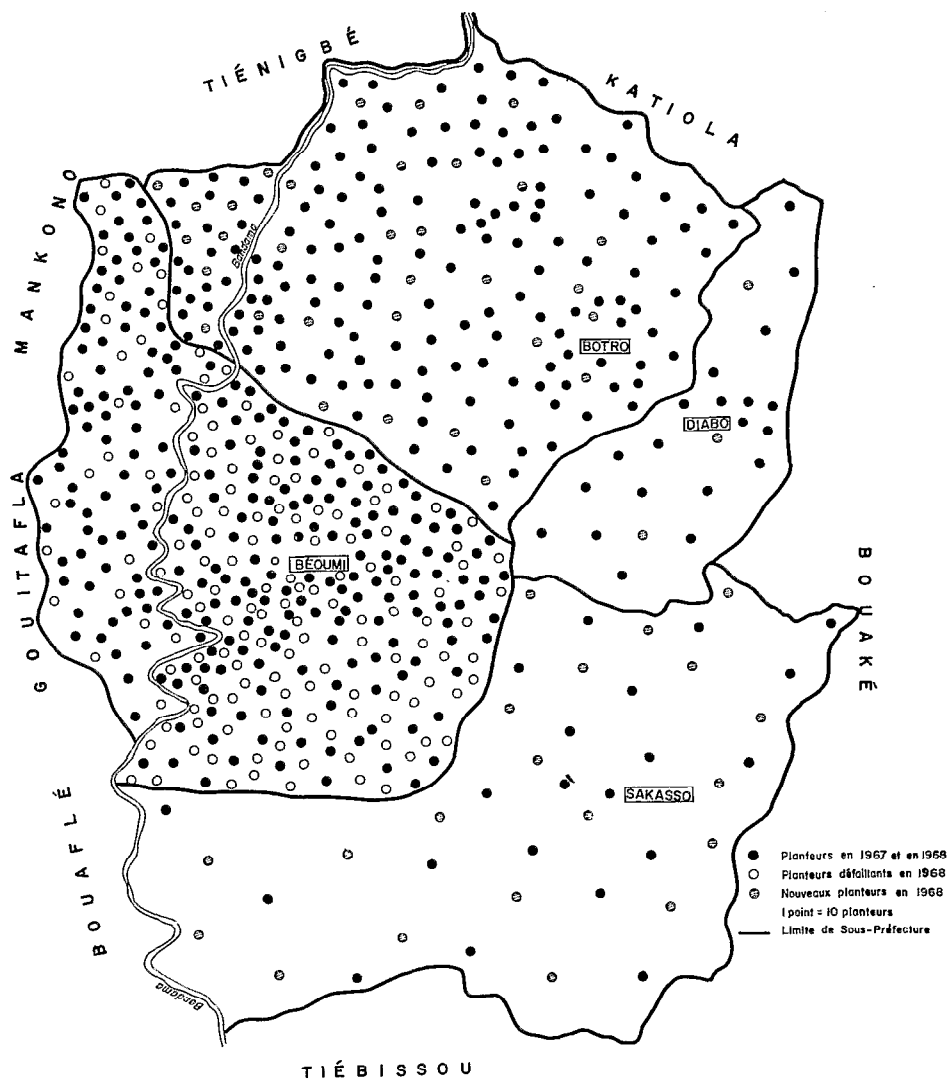 TIÉNIGBÉ
KATIOLA
MANKONO
Bandama
BOTRO
DIABO
GOUITAFLA
BÉOUMI
BOUAKÉ
SAKASSO
BOUAFLÉ
Planteurs en 1967 et en 1968
Planteurs défaillants en 1968
Nouveaux planteurs en 1968
1 point = 10 planteurs
Limite de Sous-Préfecture
Bandama
TIÉBISSOU